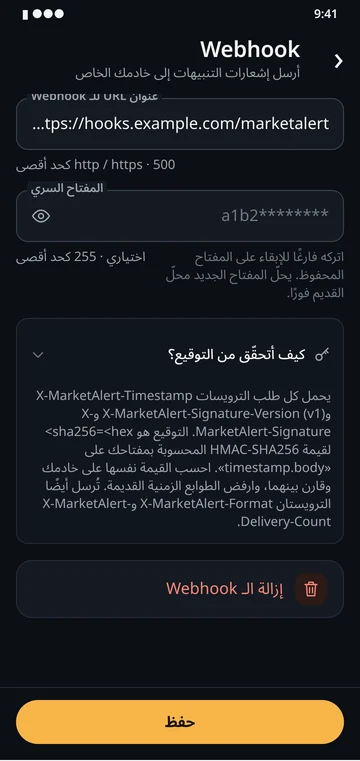 9:41
Webhook
أرسل إشعارات التنبيهات إلى خادمك الخاص
عنوان URL للـ Webhook
...tps://hooks.example.com/marketalert
http / https · 500 كحد أقصى
المفتاح السري
a1b2********
اتركه فارغًا للإبقاء على المفتاح
المحفوظ. يحلّ المفتاح الجديد محلّ
القديم فورًا.
اختياري · 255 كحد أقصى
كيف أتحقّق من التوقيع؟
يحمل كل طلب الترويسات X-MarketAlert-Timestamp
وX-MarketAlert-Signature-Version (v1) وX-
MarketAlert-Signature. التوقيع هو sha256=<hex>
لقيمة HMAC-SHA256 المحسوبة بمفتاحك على
«timestamp.body». احسب القيمة نفسها على خادمك
وقارن بينهما، وارفض الطوابع الزمنية القديمة. تُرسل أيضًا
الترويستان X-MarketAlert-Format وX-MarketAlert-
Delivery-Count.
إزالة الـ Webhook
حفظ